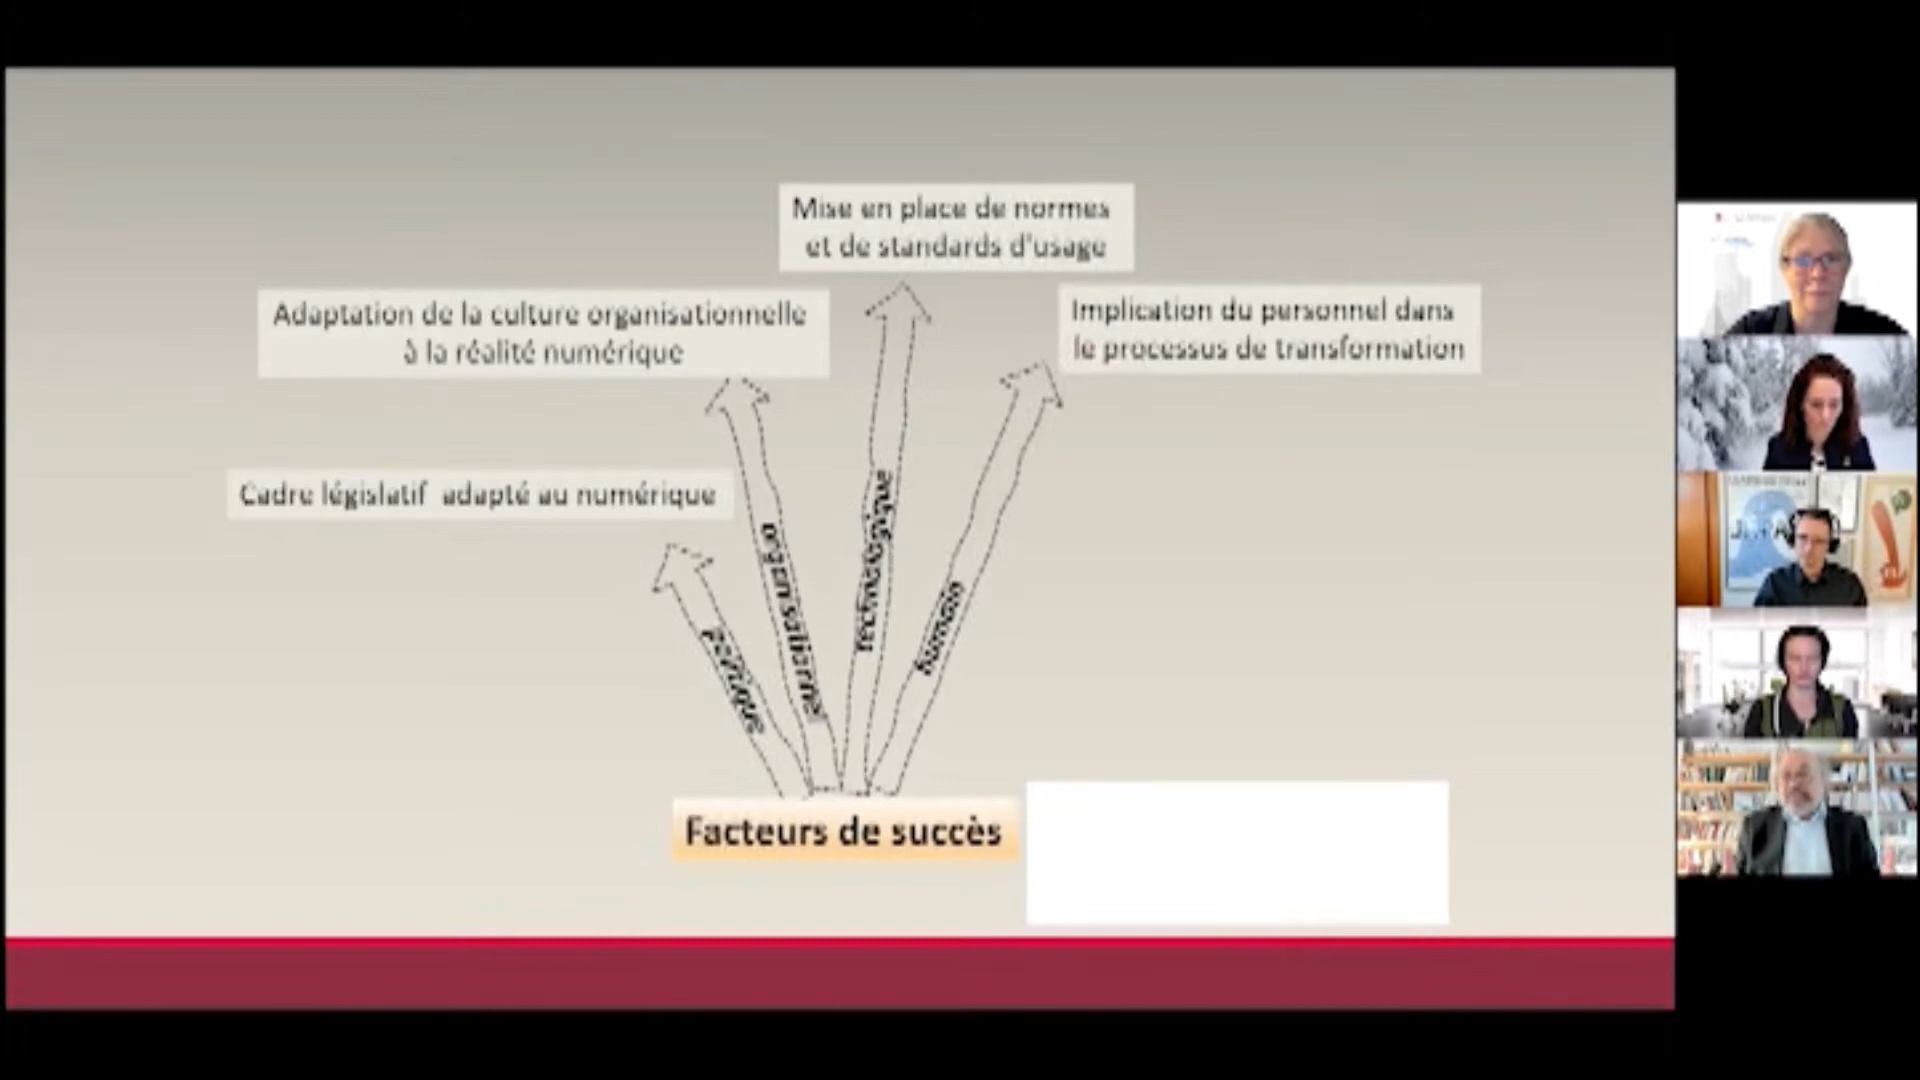 Mise en place de normes
et de standards d'usage
Adaptation de la culture organisationnelle
à la réalité numérique
Implication du personnel dans
le processus de transformation
Cadre législatif adapté au numérique
Politique
organisationnel
technologique
humain
Facteurs de succès